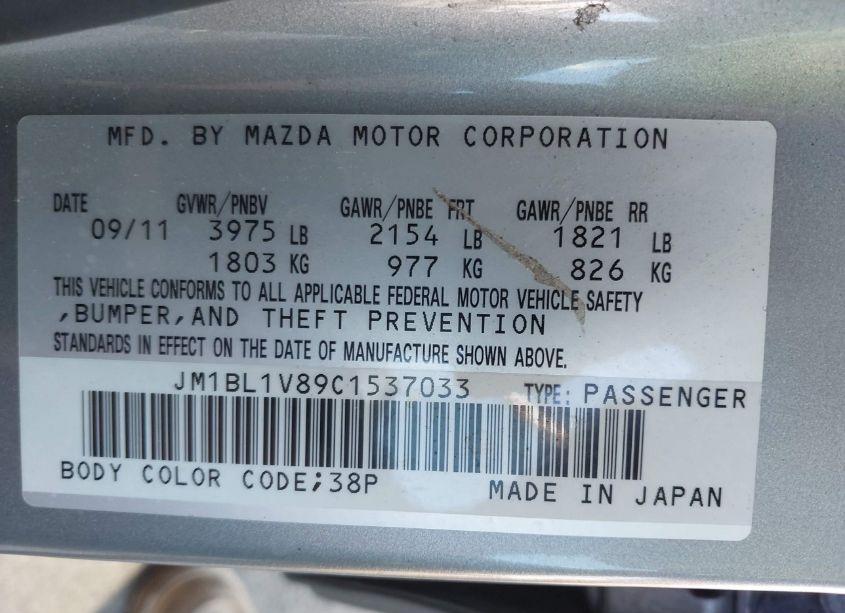 MFD. BY MAZDA MOTOR CORPORATION
DATE GVWR/PNBV GAWR/PNBE FRT GAWR/PNBE RR
09/11 3975 LB 2154 LB 1821 LB
1803 KG 977 KG 826 KG
THIS VEHICLE CONFORMS TO ALL APPLICABLE FEDERAL MOTOR VEHICLE SAFETY
,BUMPER,AND THEFT PREVENTION
STANDARDS IN EFFECT ON THE DATE OF MANUFACTURE SHOWN ABOVE.
JM1BL1V89C1537033 TYPE: PASSENGER
BODY COLOR CODE;38P MADE IN JAPAN